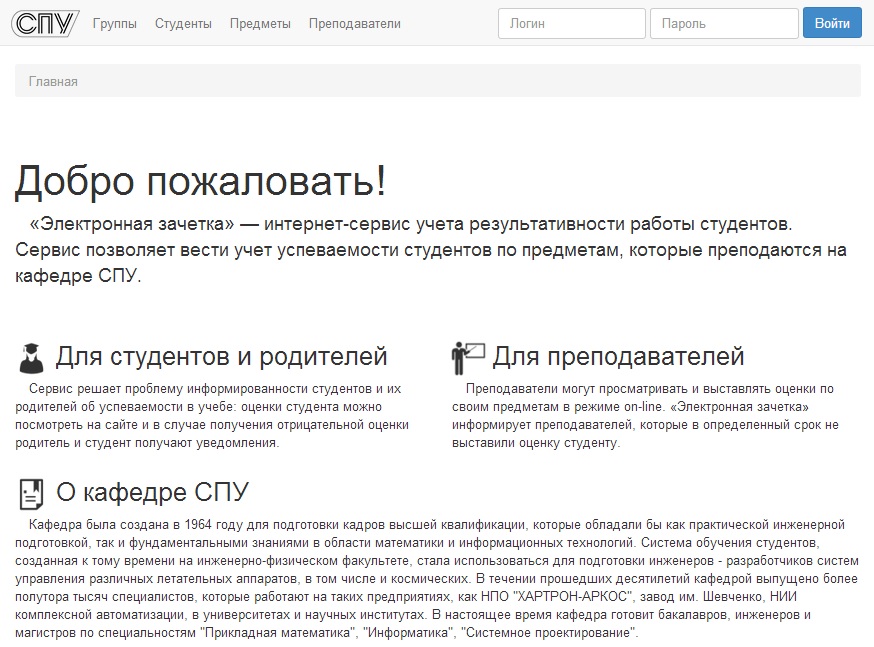 СПУ Группы Студенты Предметы Преподаватели Логин Пароль Войти
Главная
Добро пожаловать!
«Электронная зачетка» — интернет-сервис учета результативности работы студентов.
Сервис позволяет вести учет успеваемости студентов по предметам, которые преподаются на
кафедре СПУ.
Для студентов и родителей
Сервис решает проблему информированности студентов и их
родителей об успеваемости в учебе: оценки студента можно
посмотреть на сайте и в случае получения отрицательной оценки
родитель и студент получают уведомления.
Для преподавателей
Преподаватели могут просматривать и выставлять оценки по
своим предметам в режиме on-line. «Электронная зачетка»
информирует преподавателей, которые в определенный срок не
выставили оценку студенту.
О кафедре СПУ
Кафедра была создана в 1964 году для подготовки кадров высшей квалификации, которые обладали бы как практической инженерной
подготовкой, так и фундаментальными знаниями в области математики и информационных технологий. Система обучения студентов,
созданная к тому времени на инженерно-физическом факультете, стала использоваться для подготовки инженеров - разработчиков систем
управления различных летательных аппаратов, в том числе и космических. В течении прошедших десятилетий кафедрой выпущено более
полутора тысяч специалистов, которые работают на таких предприятиях, как НПО "ХАРТРОН-АРКОС", завод им. Шевченко, НИИ
комплексной автоматизации, в университетах и научных институтах. В настоящее время кафедра готовит бакалавров, инженеров и
магистров по специальностям "Прикладная математика", "Информатика", "Системное проектирование".